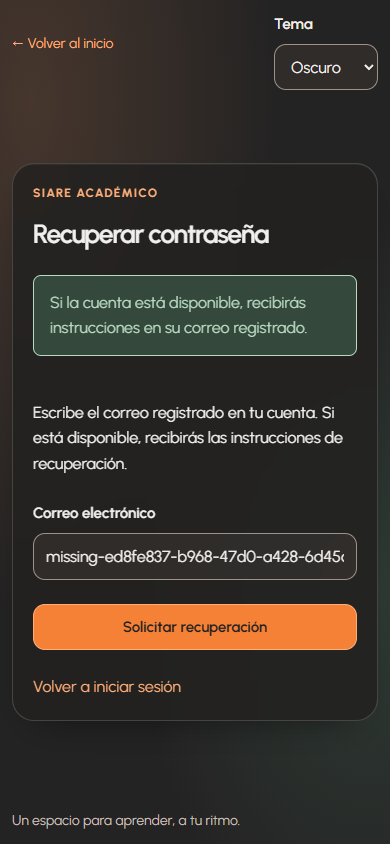 ← Volver al inicio
Tema
Oscuro
SIARE ACADÉMICO
Recuperar contraseña
Si la cuenta está disponible, recibirás
instrucciones en su correo registrado.
Escribe el correo registrado en tu cuenta. Si
está disponible, recibirás las instrucciones de
recuperación.
Correo electrónico
missing-ed8fe837-b968-47d0-a428-6d45
Solicitar recuperación
Volver a iniciar sesión
Un espacio para aprender, a tu ritmo.